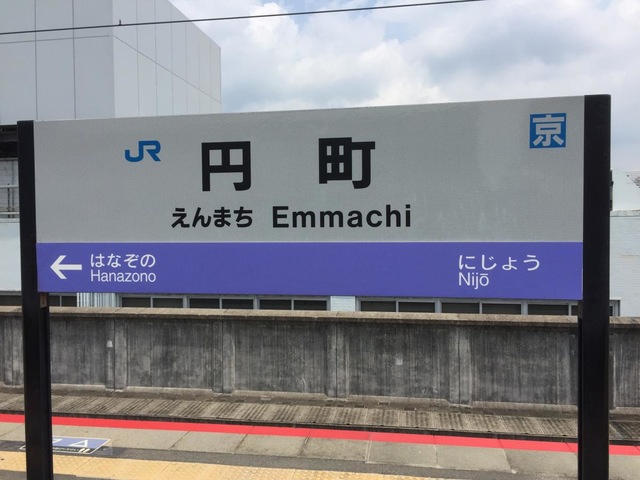 JR 円町 京
えんまち Emmachi
← はなぞの にじょう
Hanazono Nijō